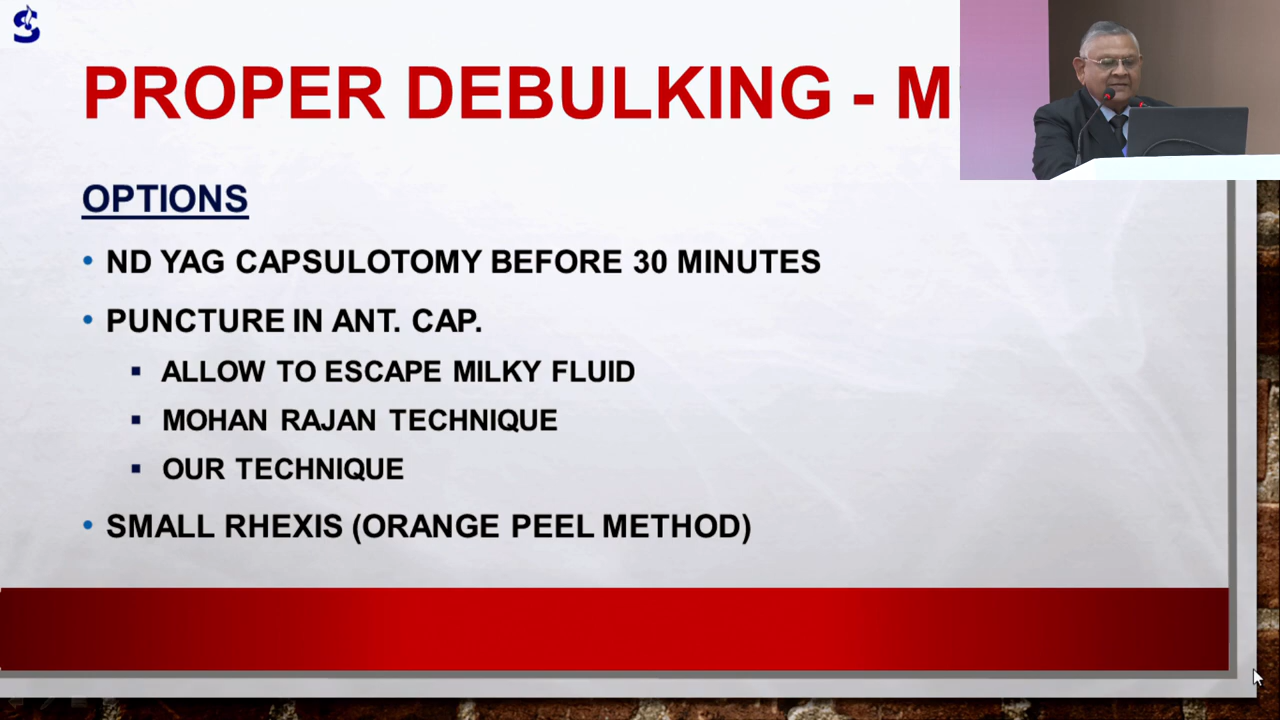 PROPER DEBULKING -
OPTIONS
• ND YAG CAPSULOTOMY BEFORE 30 MINUTES
• PUNCTURE IN ANT. CAP.
▪ ALLOW TO ESCAPE MILKY FLUID
▪ MOHAN RAJAN TECHNIQUE
▪ OUR TECHNIQUE
• SMALL RHEXIS (ORANGE PEEL METHOD)